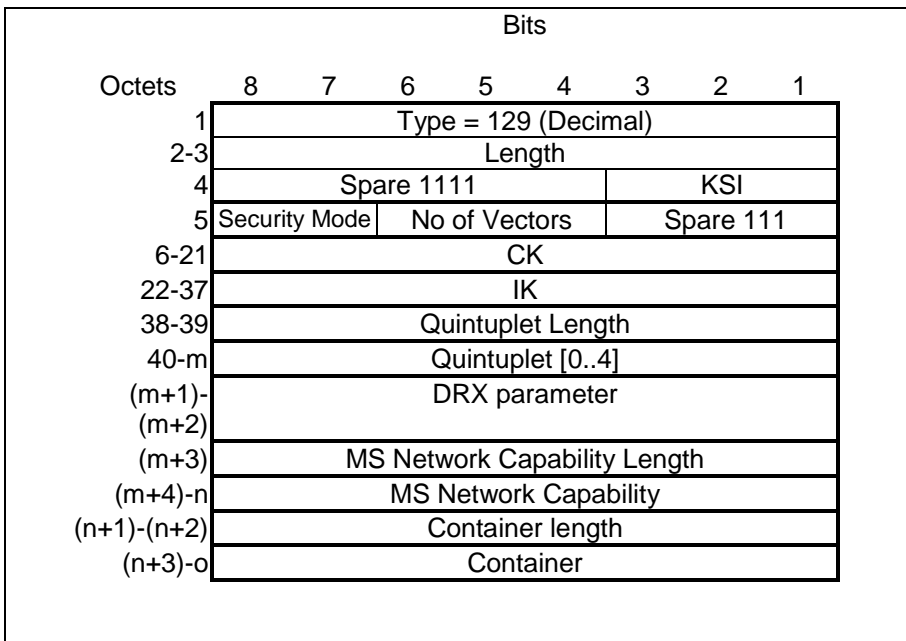 Bits
Octets 8 7 6 5 4 3 2 1
1 Type = 129 (Decimal)
2-3 Length
4 Spare 1111 KSI
5 Security Mode No of Vectors Spare 111
6-21 CK
22-37 IK
38-39 Quintuplet Length
40-m Quintuplet [0..4]
(m+1)- DRX parameter
(m+2)
(m+3) MS Network Capability Length
(m+4)-n MS Network Capability
(n+1)-(n+2) Container length
(n+3)-o Container